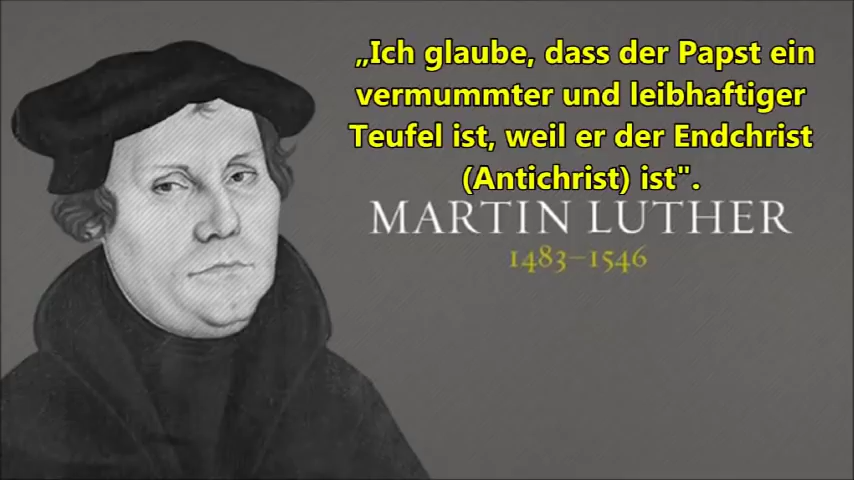 „Ich glaube, dass der Papst ein
vermummter und leibhaftiger
Teufel ist, weil er der Endchrist
(Antichrist) ist".
MARTIN LUTHER
1483–1546